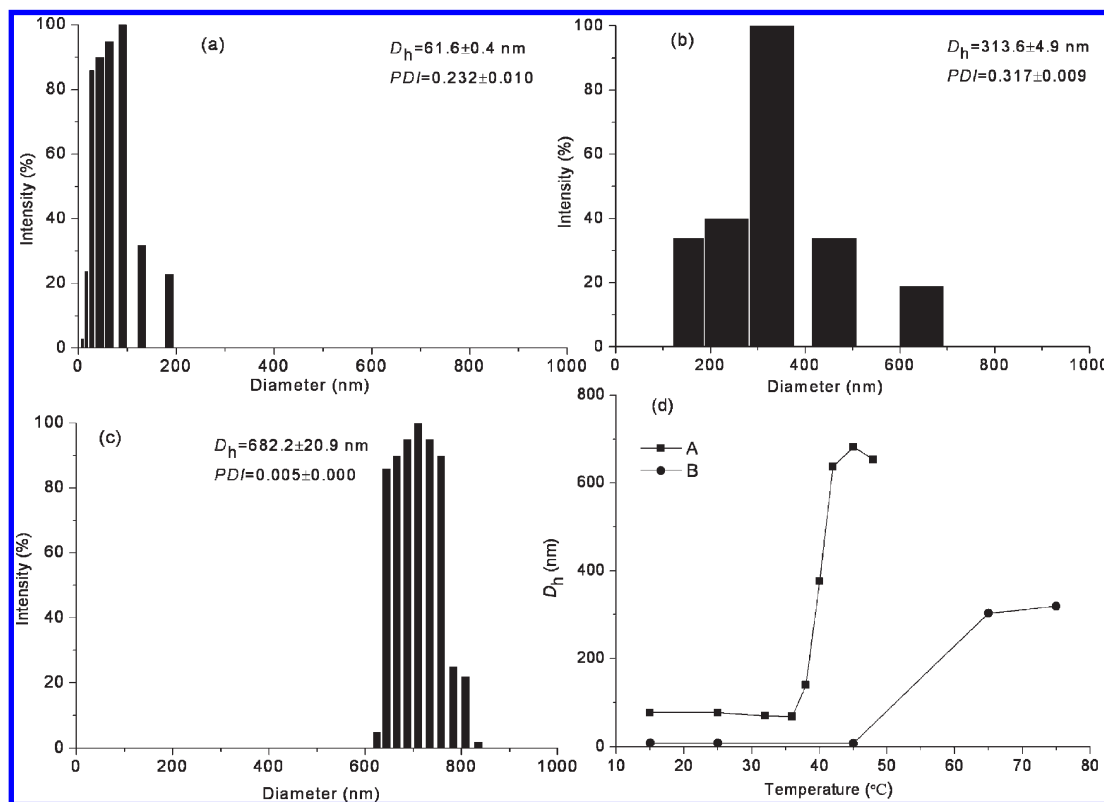 100
80
60
40
20
0
Intensity (%)
(a)
D_h=61.6±0.4 nm
PDI=0.232±0.010
0 200 400 600 800 1000
Diameter (nm)
100
80
60
40
20
0
Intensity (%)
(b)
D_h=313.6±4.9 nm
PDI=0.317±0.009
0 200 400 600 800 1000
Diameter (nm)
100
80
60
40
20
0
Intensity (%)
(c)
D_h=682.2±20.9 nm
PDI=0.005±0.000
0 200 400 600 800 1000
Diameter (nm)
800
600
400
200
0
D_h (nm)
(d)
A
B
10 20 30 40 50 60 70 80
Temperature (℃)